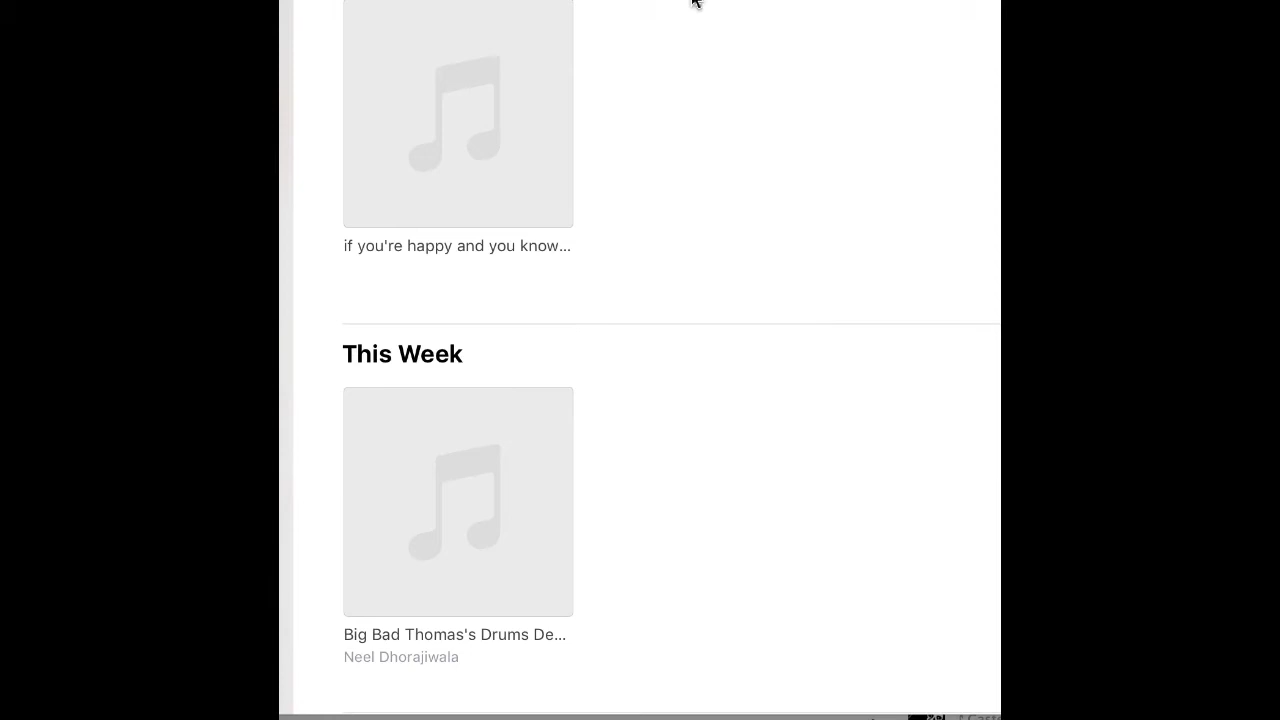 if you're happy and you know...
This Week
Big Bad Thomas's Drums De...
Neel Dhorajiwala